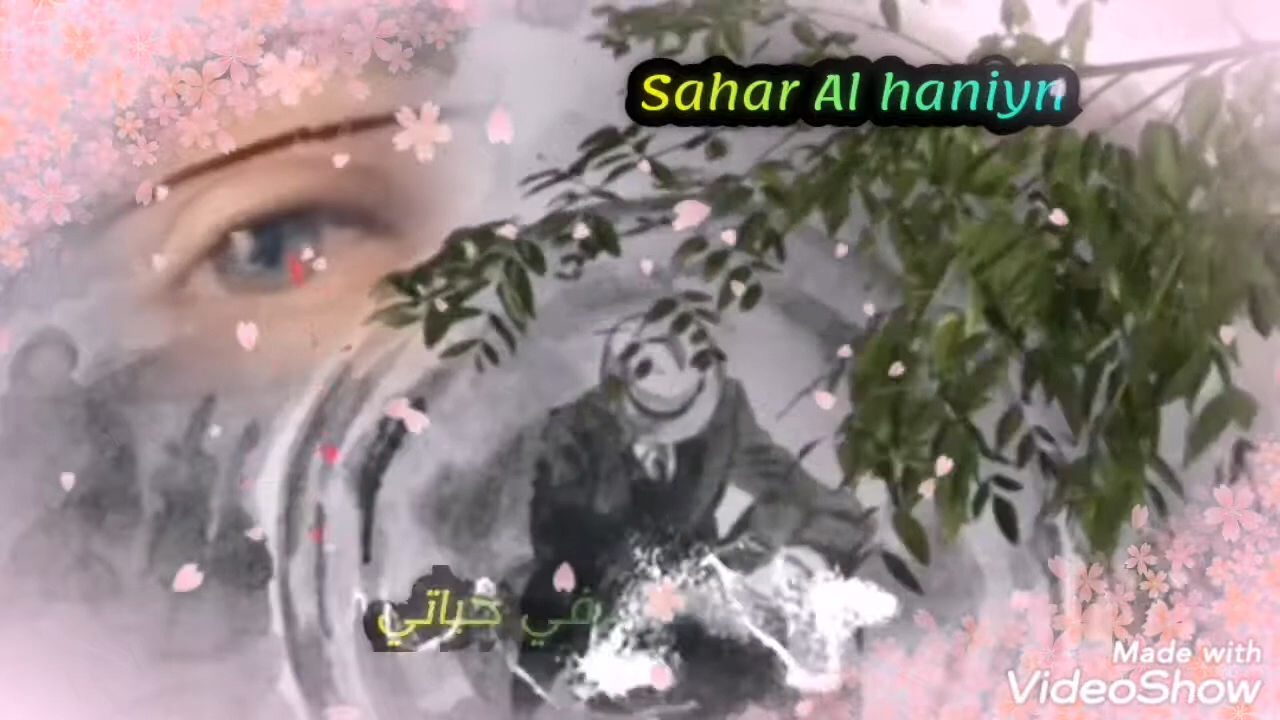 Sahar Al haniyn
في حياتي
Made with
VideoShow